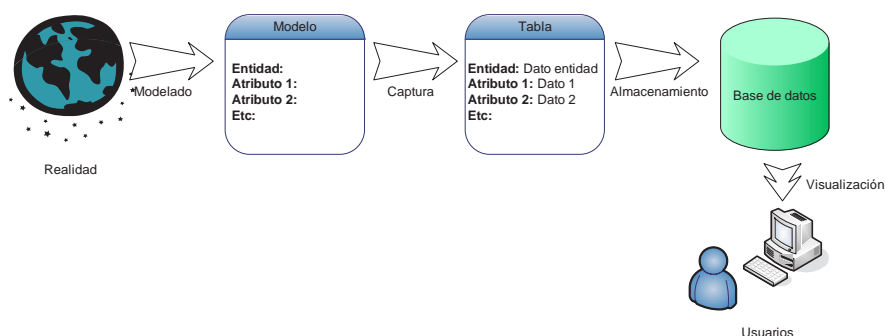 Realidad
Modelado
Modelo
Entidad:
Atributo 1:
Atributo 2:
Etc:
Captura
Tabla
Entidad: Dato entidad
Atributo 1: Dato 1
Atributo 2: Dato 2
Etc:
Almacenamiento
Base de datos
Visualización
Usuarios